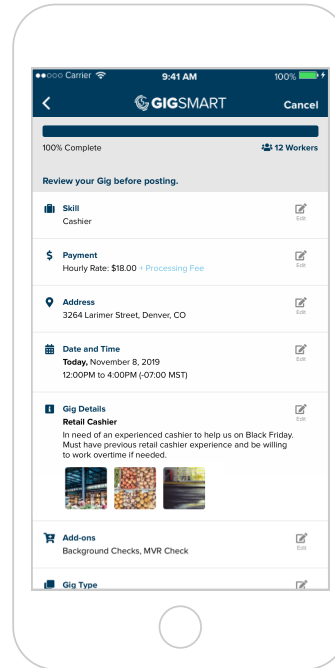 Carrier 9:41 AM 100%
GIGSMART Cancel
100% Complete 12 Workers
Review your Gig before posting.
Skill
Cashier
Edit
Payment
Hourly Rate: $18.00 + Processing Fee
Edit
Address
3264 Larimer Street, Denver, CO
Edit
Date and Time
Today, November 8, 2019
12:00PM to 4:00PM (-07:00 MST)
Edit
Gig Details
Retail Cashier
Edit
In need of an experienced cashier to help us on Black Friday.
Must have previous retail cashier experience and be willing
to work overtime if needed.
Add-ons
Background Checks, MVR Check
Edit
Gig Type